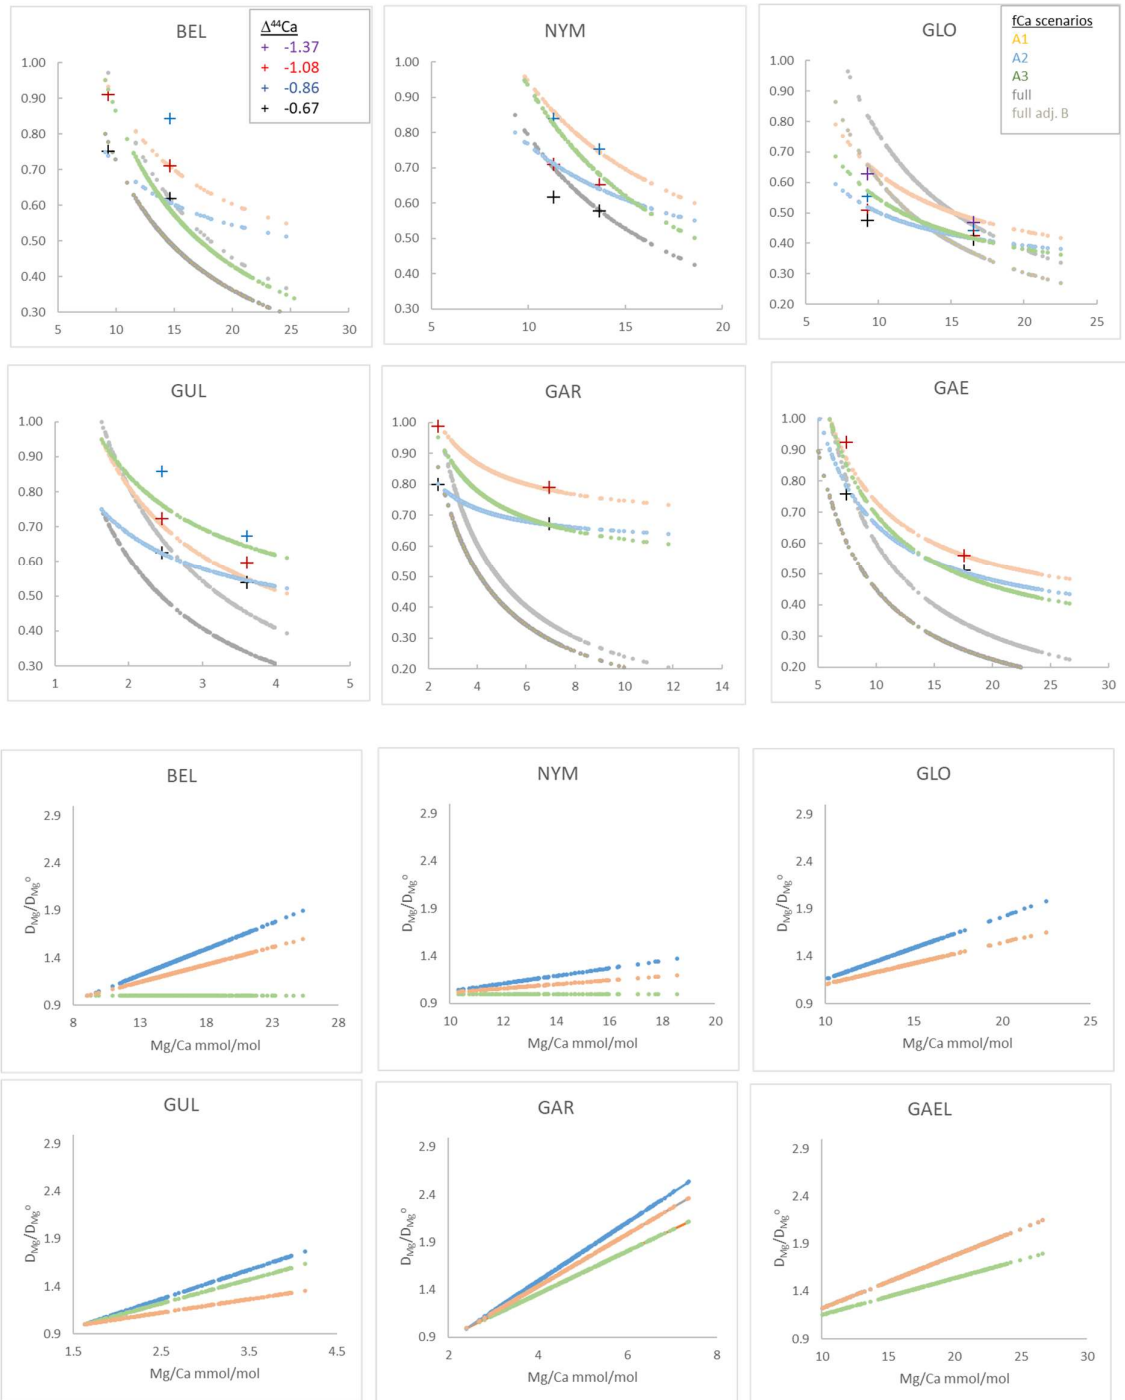 BEL
Δ⁴⁴Ca
+ -1.37
+ -1.08
+ -0.86
+ -0.67
1.00
0.90
0.80
0.70
0.60
0.50
0.40
0.30
5 10 15 20 25 30
NYM
1.00
0.90
0.80
0.70
0.60
0.50
0.40
0.30
5 10 15 20
GLO
fCa scenarios
A1
A2
A3
full
full adj. B
1.00
0.90
0.80
0.70
0.60
0.50
0.40
0.30
0.20
5 10 15 20 25
GUL
1.00
0.90
0.80
0.70
0.60
0.50
0.40
0.30
1 2 3 4 5
GAR
1.00
0.90
0.80
0.70
0.60
0.50
0.40
0.30
0.20
2 4 6 8 10 12 14
GAE
1.00
0.90
0.80
0.70
0.60
0.50
0.40
0.30
0.20
5 10 15 20 25 30
BEL
2.9
2.4
1.9
1.4
0.9
D_Mg/D_Mg°
8 13 18 23 28
Mg/Ca mmol/mol
NYM
2.9
2.4
1.9
1.4
0.9
D_Mg/D_Mg°
10 12 14 16 18 20
Mg/Ca mmol/mol
GLO
2.9
2.4
1.9
1.4
0.9
D_Mg/D_Mg°
10 15 20 25
Mg/Ca mmol/mol
GUL
2.9
2.4
1.9
1.4
0.9
D_Mg/D_Mg°
1.5 2.5 3.5 4.5
Mg/Ca mmol/mol
GAR
2.9
2.4
1.9
1.4
0.9
D_Mg/D_Mg°
2 4 6 8
Mg/Ca mmol/mol
GAEL
2.9
2.4
1.9
1.4
0.9
D_Mg/D_Mg°
10 15 20 25 30
Mg/Ca mmol/mol